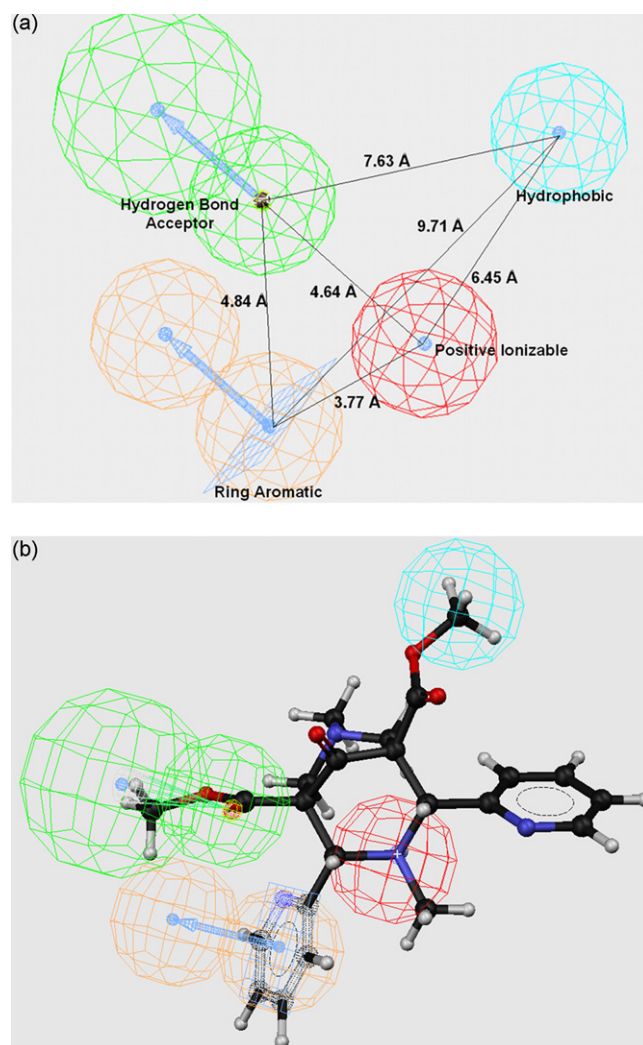 (a)
7.63 Å
Hydrogen Bond
Acceptor
Hydrophobic
9.71 Å
4.84 Å
4.64 Å
6.45 Å
Positive Ionizable
3.77 Å
Ring Aromatic
(b)